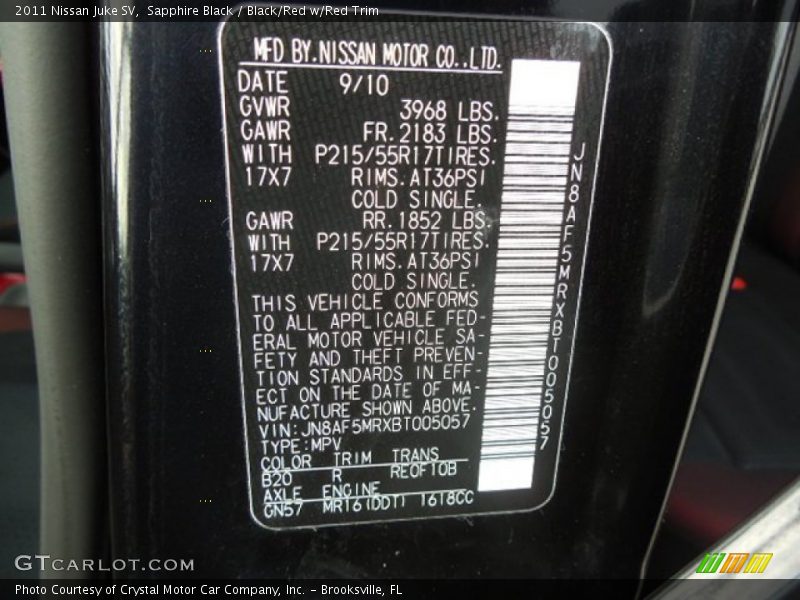 2011 Nissan Juke SV,  Sapphire Black / Black/Red w/Red Trim
MFD BY.NISSAN MOTOR CO.,LTD.
DATE 9/10
GVWR 3968 LBS.
GAWR FR.2183 LBS.
WITH P215/55R17TIRES.
17X7 RIMS.AT36PSI
COLD SINGLE.
GAWR RR.1852 LBS.
WITH P215/55R17TIRES.
17X7 RIMS.AT36PSI
COLD SINGLE.
THIS VEHICLE CONFORMS
TO ALL APPLICABLE FED-
ERAL MOTOR VEHICLE SA-
FETY AND THEFT PREVEN-
TION STANDARDS IN EFF-
ECT ON THE DATE OF MA-
NUFACTURE SHOWN ABOVE.
VIN:JN8AF5MRXBT005057
TYPE:MPV
COLOR TRIM TRANS
B20 R RE0F10B
AXLE ENGINE
GN57 MR16(DDT) 1618CC
JN8AF5MRXBT005057
GTCARLOT.COM
Photo Courtesy of Crystal Motor Car Company, Inc. – Brooksville, FL